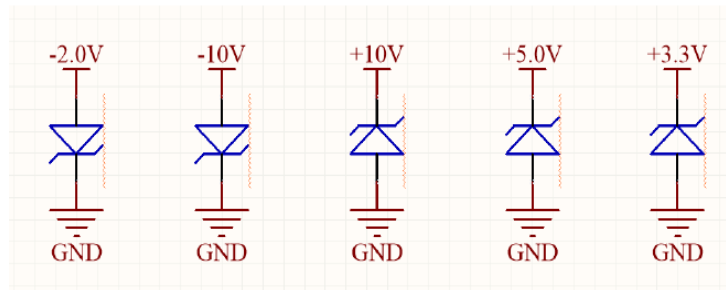 -2.0V -10V +10V +5.0V +3.3V
GND GND GND GND GND